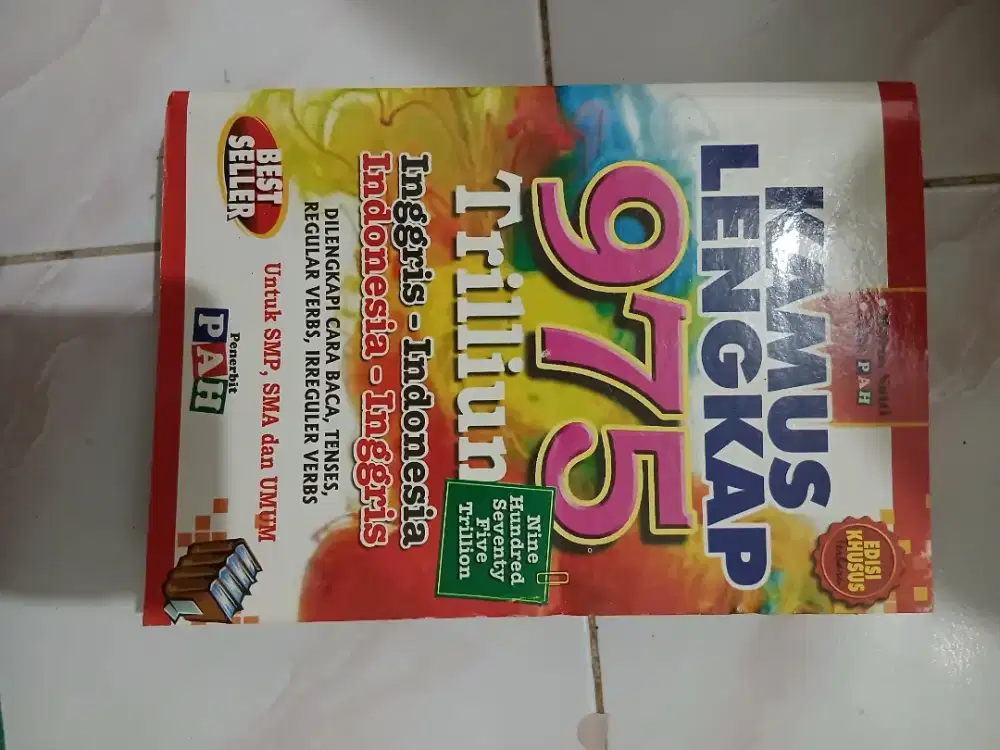 PAH
KAMUS
LENGKAP
EDISI
KHUSUS
975
Triliun
Nine
Hundred
Seventy
Five
Trillion
Inggris - Indonesia
Indonesia - Inggris
DILENGKAPI CARA BACA, TENSES,
REGULAR VERBS, IRREGULER VERBS
BEST
SELLER
Untuk SMP, SMA dan UMUM
Penerbit
PAH